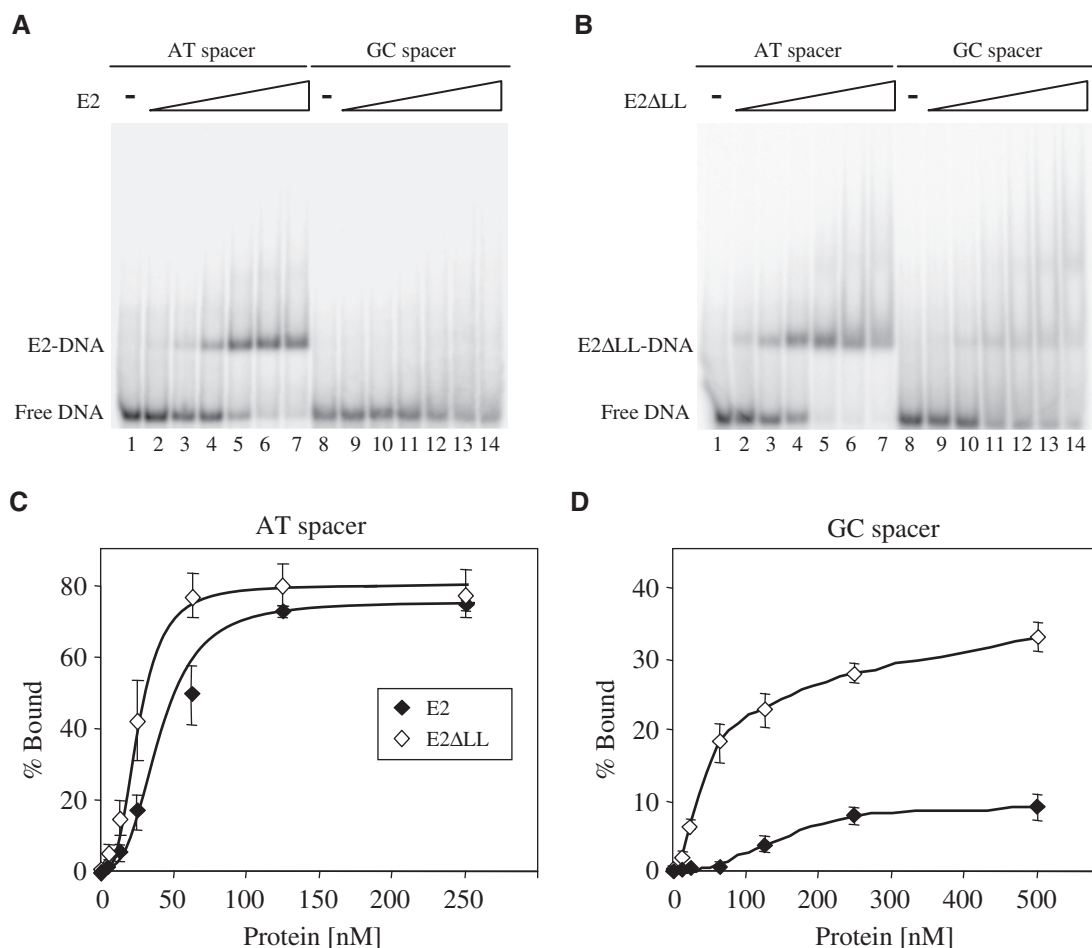 A
AT spacer GC spacer
E2 - -
E2-DNA
Free DNA
1 2 3 4 5 6 7 8 9 10 11 12 13 14
B
AT spacer GC spacer
E2ΔLL - -
E2ΔLL-DNA
Free DNA
1 2 3 4 5 6 7 8 9 10 11 12 13 14
C
AT spacer
% Bound
80
60
40
20
0
0 50 100 150 200 250
Protein [nM]
E2
E2ΔLL
D
GC spacer
% Bound
40
30
20
10
0
0 100 200 300 400 500
Protein [nM]